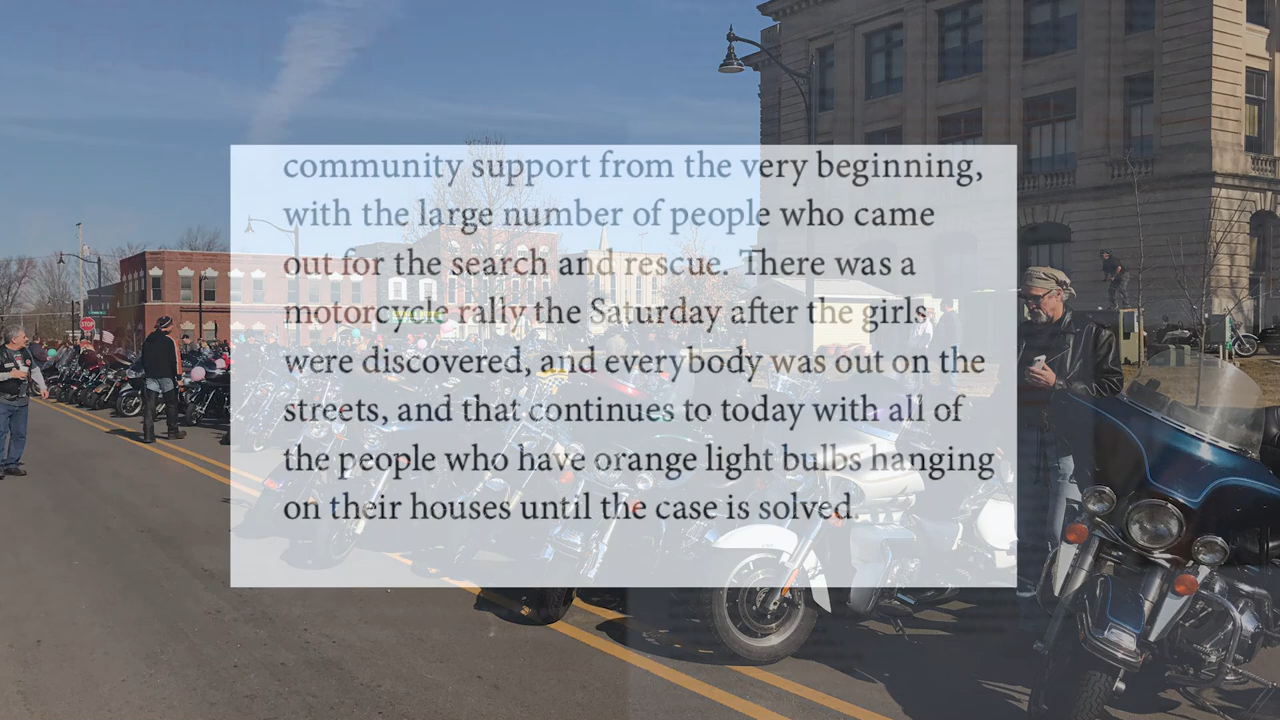 community support from the very beginning,
with the large number of people who came
out for the search and rescue. There was a
motorcycle rally the Saturday after the girls
were discovered, and everybody was out on the
streets, and that continues to today with all of
the people who have orange light bulbs hanging
on their houses until the case is solved.
STOP